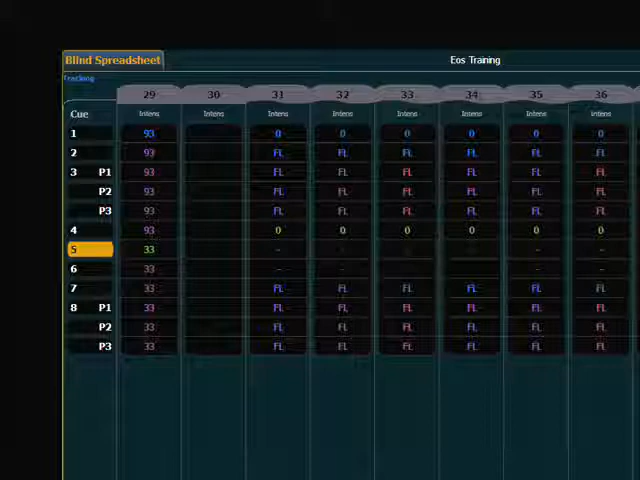 Blind Spreadsheet Eos Training
Tracking
29 30 31 32 33 34 35 36
Cue Intens Intens Intens Intens Intens Intens Intens Intens
1 93 0 0 0 0 0 0
2 93 FL FL FL FL FL FL
3 P1 93 FL FL FL FL FL FL
P2 93 FL FL FL FL FL FL
P3 93 FL FL FL FL FL FL
4 93 0 0 0 0 0 0
5 33 - - - -
6 33 - - - -
7 33 FL FL FL FL FL FL
8 P1 33 FL FL FL FL FL FL
P2 33 FL FL FL FL FL FL
P3 33 FL FL FL FL FL FL